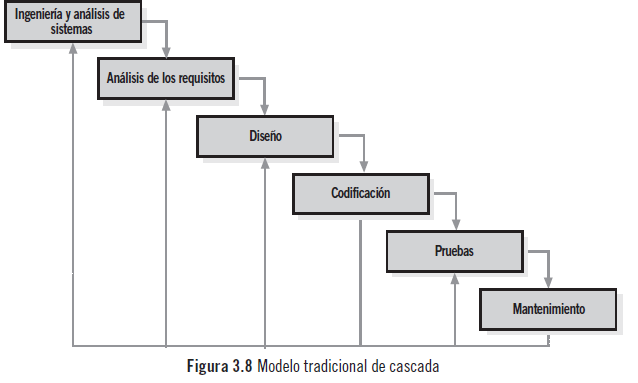 Ingeniería y análisis de
sistemas
Análisis de los requisitos
Diseño
Codificación
Pruebas
Mantenimiento
Figura 3.8 Modelo tradicional de cascada